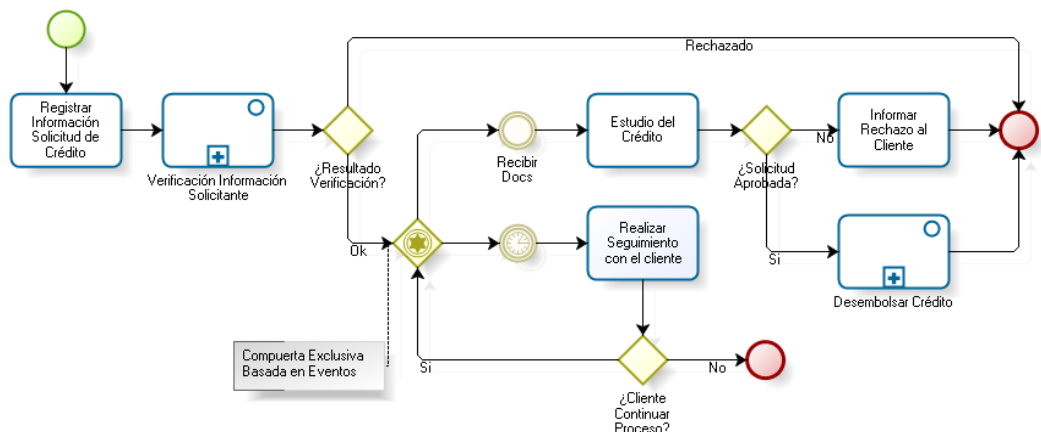 Rechazado
Registrar
Información
Solicitud de
Crédito
Verificación Información
Solicitante
¿Resultado
Verificación?
Ok
Recibir
Docs
Estudio del
Crédito
¿Solicitud
Aprobada?
No
Informar
Rechazo al
Cliente
Si
Desembolsar Crédito
Realizar
Seguimiento
con el cliente
Compuerta Exclusiva
Basada en Eventos
Si
No
¿Cliente
Continuar
Proceso?